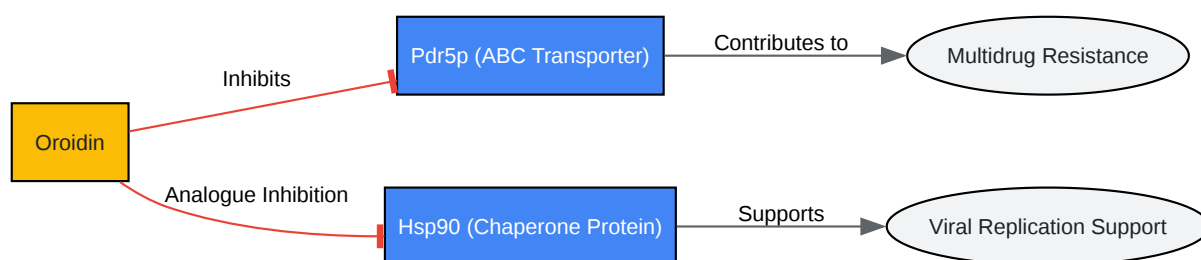 Pdr5p (ABC Transporter)
Contributes to
Multidrug Resistance
Inhibits
Oroidin
Analogue Inhibition
Hsp90 (Chaperone Protein)
Supports
Viral Replication Support